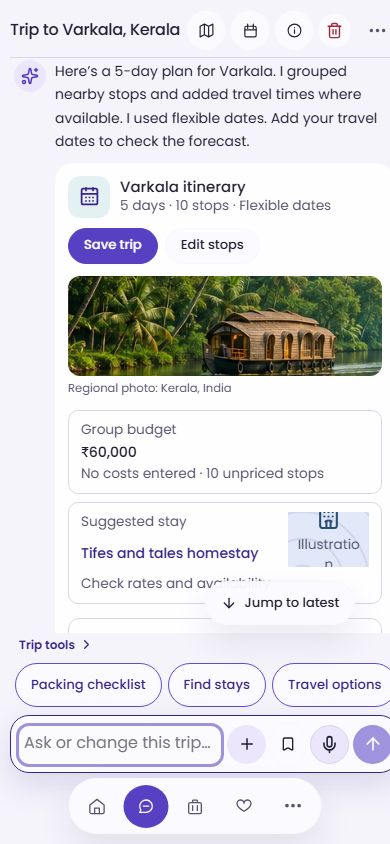 Trip to Varkala, Kerala
Here's a 5-day plan for Varkala. I grouped
nearby stops and added travel times where
available. I used flexible dates. Add your travel
dates to check the forecast.
Varkala itinerary
5 days · 10 stops · Flexible dates
Save trip
Edit stops
Regional photo: Kerala, India
Group budget
₹60,000
No costs entered · 10 unpriced stops
Suggested stay
Tifes and tales homestay
Illustratio
n
Check rates and availability
Jump to latest
Trip tools
Packing checklist
Find stays
Travel options
Ask or change this trip...